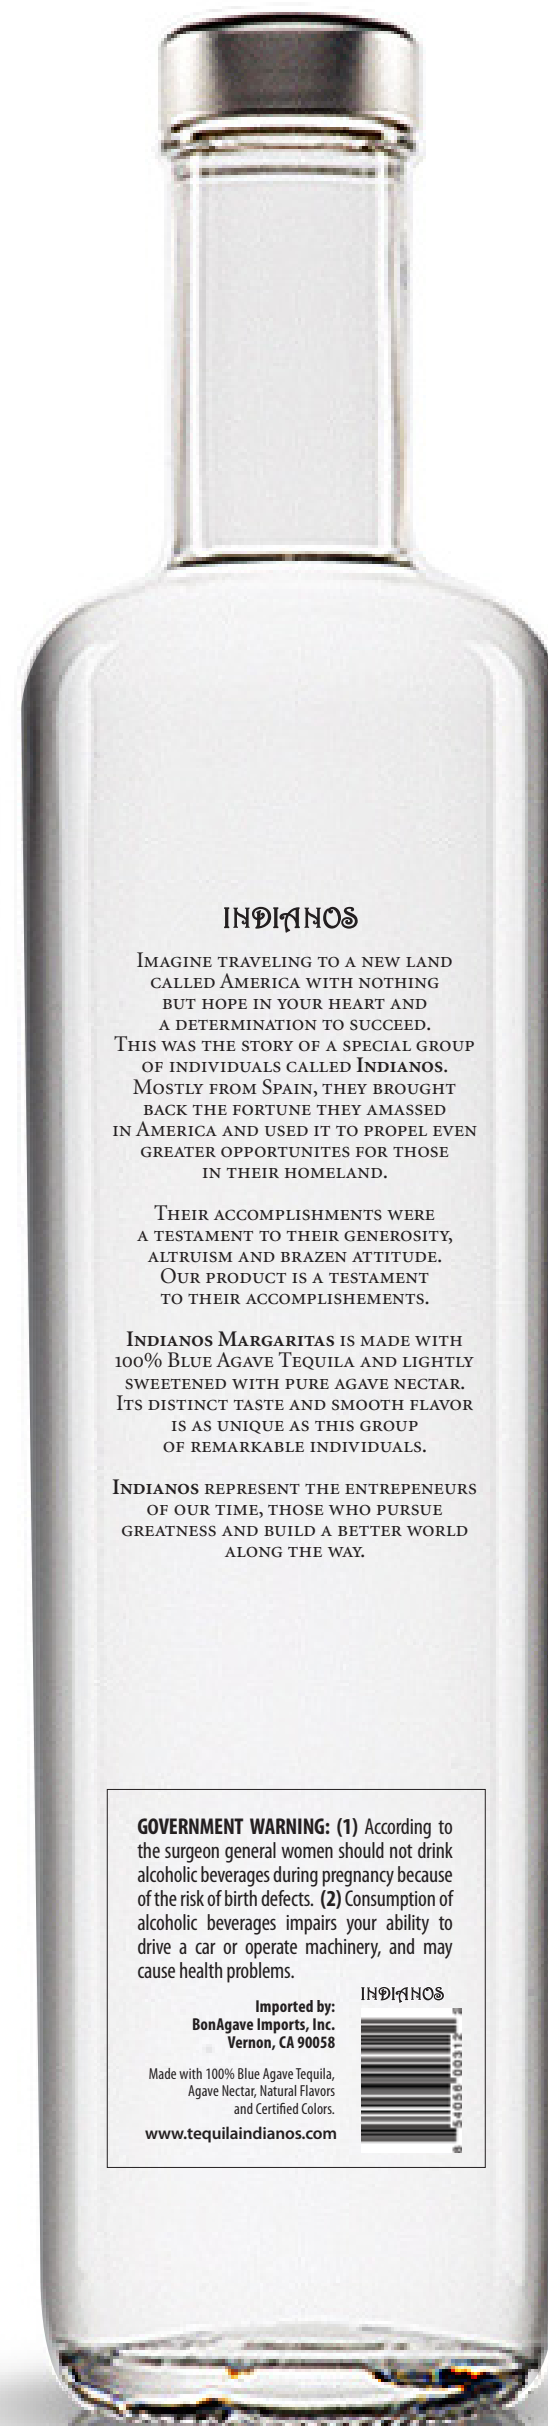 INDIANOS
IMAGINE TRAVELING TO A NEW LAND
CALLED AMERICA WITH NOTHING
BUT HOPE IN YOUR HEART AND
A DETERMINATION TO SUCCEED.
THIS WAS THE STORY OF A SPECIAL GROUP
OF INDIVIDUALS CALLED INDIANOS.
MOSTLY FROM SPAIN, THEY BROUGHT
BACK THE FORTUNE THEY AMASSED
IN AMERICA AND USED IT TO PROPEL EVEN
GREATER OPPORTUNITES FOR THOSE
IN THEIR HOMELAND.
THEIR ACCOMPLISHMENTS WERE
A TESTAMENT TO THEIR GENEROSITY,
ALTRUISM AND BRAZEN ATTITUDE.
OUR PRODUCT IS A TESTAMENT
TO THEIR ACCOMPLISHEMENTS.
INDIANOS MARGARITAS IS MADE WITH
100% BLUE AGAVE TEQUILA AND LIGHTLY
SWEETENED WITH PURE AGAVE NECTAR.
ITS DISTINCT TASTE AND SMOOTH FLAVOR
IS AS UNIQUE AS THIS GROUP
OF REMARKABLE INDIVIDUALS.
INDIANOS REPRESENT THE ENTREPENEURS
OF OUR TIME, THOSE WHO PURSUE
GREATNESS AND BUILD A BETTER WORLD
ALONG THE WAY.
GOVERNMENT WARNING: (1) According to
the surgeon general women should not drink
alcoholic beverages during pregnancy because
of the risk of birth defects. (2) Consumption of
alcoholic beverages impairs your ability to
drive a car or operate machinery, and may
cause health problems.
Imported by:
BonAgave Imports, Inc.
Vernon, CA 90058
Made with 100% Blue Agave Tequila,
Agave Nectar, Natural Flavors
and Certified Colors.
www.tequilaindianos.com
INDIANOS
8 54056 00312 2